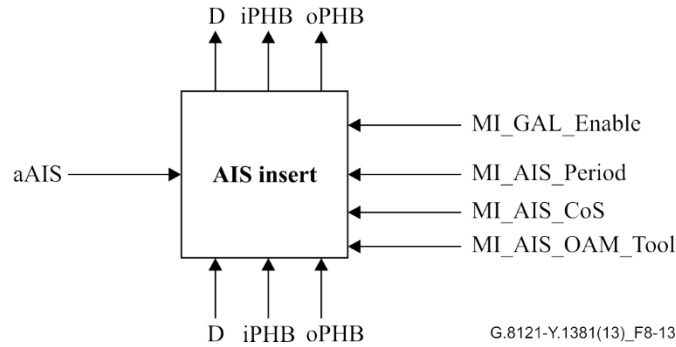 D iPHB oPHB
MI_GAL_Enable
aAIS
AIS insert
MI_AIS_Period
MI_AIS_CoS
MI_AIS_OAM_Tool
D iPHB oPHB
G.8121-Y.1381(13)_F8-13